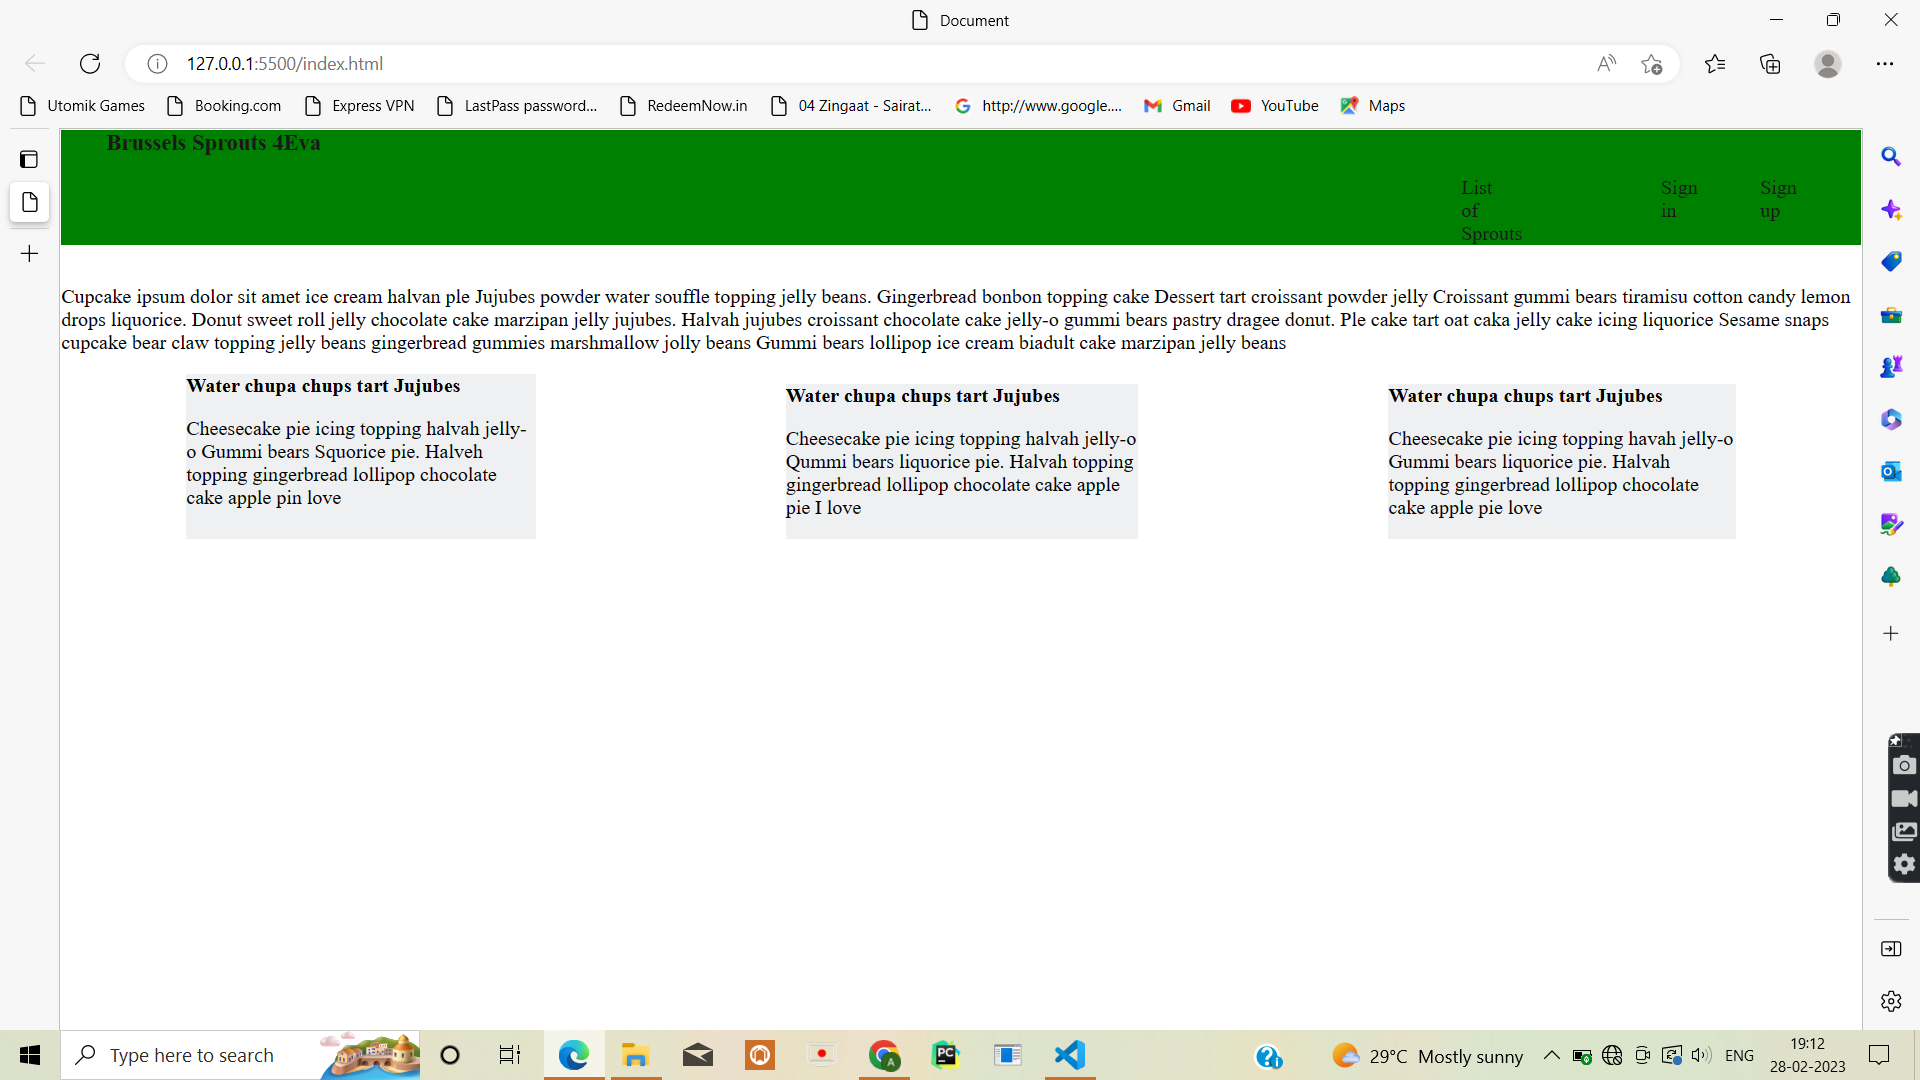 Document
127.0.0.1:5500/index.html
Utomik Games Booking.com Express VPN LastPass password... RedeemNow.in 04 Zingaat - Sairat... http://www.google.... Gmail YouTube Maps
Brussels Sprouts 4Eva
List
of
Sprouts
Sign
in
Sign
up
Cupcake ipsum dolor sit amet ice cream halvan ple Jujubes powder water souffle topping jelly beans. Gingerbread bonbon topping cake Dessert tart croissant powder jelly Croissant gummi bears tiramisu cotton candy lemon
drops liquorice. Donut sweet roll jelly chocolate cake marzipan jelly jujubes. Halvah jujubes croissant chocolate cake jelly-o gummi bears pastry dragee donut. Ple cake tart oat caka jelly cake icing liquorice Sesame snaps
cupcake bear claw topping jelly beans gingerbread gummies marshmallow jolly beans Gummi bears lollipop ice cream biadult cake marzipan jelly beans
Water chupa chups tart Jujubes
Cheesecake pie icing topping halvah jelly-
o Gummi bears Squorice pie. Halveh
topping gingerbread lollipop chocolate
cake apple pin love
Water chupa chups tart Jujubes
Cheesecake pie icing topping halvah jelly-o
Qummi bears liquorice pie. Halvah topping
gingerbread lollipop chocolate cake apple
pie I love
Water chupa chups tart Jujubes
Cheesecake pie icing topping havah jelly-o
Gummi bears liquorice pie. Halvah
topping gingerbread lollipop chocolate
cake apple pie love
Type here to search
PC
A
29°C Mostly sunny
ENG
19:12
28-02-2023